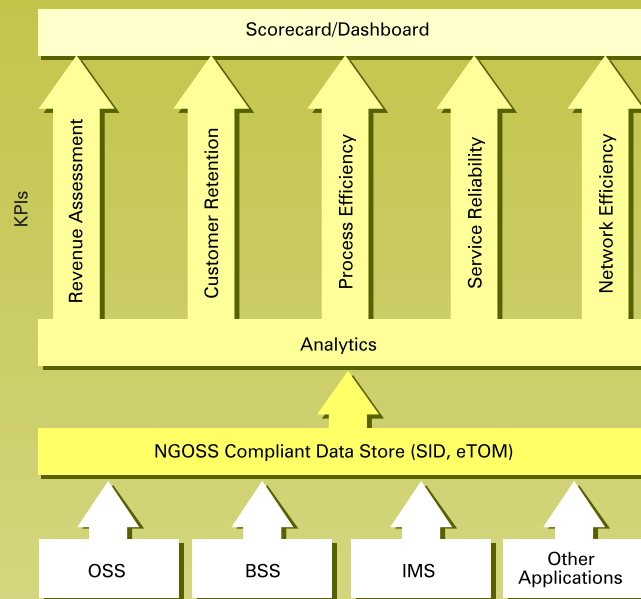 Scorecard/Dashboard
KPIs
Revenue Assessment
Customer Retention
Process Efficiency
Service Reliability
Network Efficiency
Analytics
NGOSS Compliant Data Store (SID, eTOM)
OSS
BSS
IMS
Other
Applications